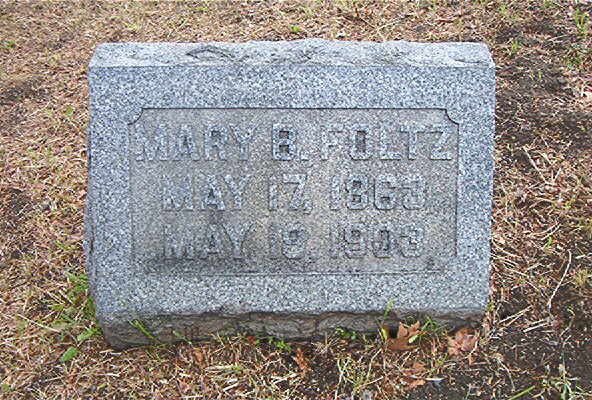 MARY B. FOLTZ
MAY 17, 1863
MAY 19, 1903